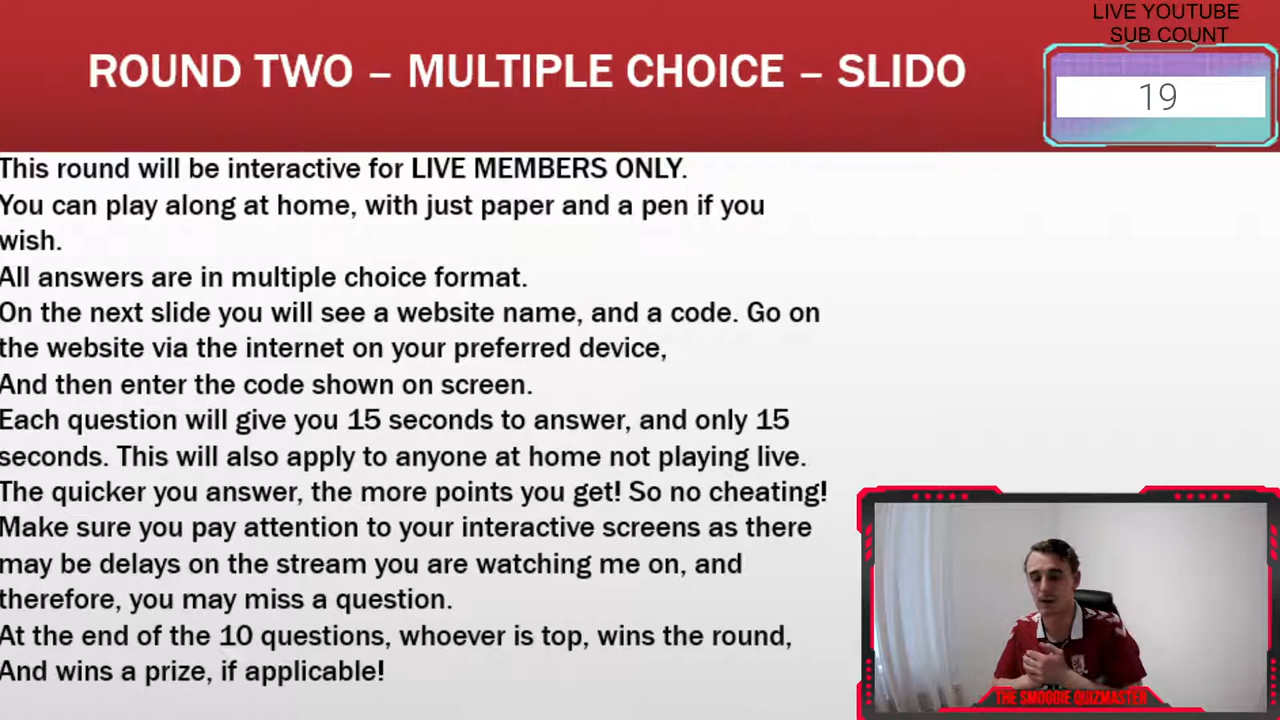 LIVE YOUTUBE
SUB COUNT
ROUND TWO – MULTIPLE CHOICE – SLIDO
19
This round will be interactive for LIVE MEMBERS ONLY.
You can play along at home, with just paper and a pen if you
wish.
All answers are in multiple choice format.
On the next slide you will see a website name, and a code. Go on
the website via the internet on your preferred device,
And then enter the code shown on screen.
Each question will give you 15 seconds to answer, and only 15
seconds. This will also apply to anyone at home not playing live.
The quicker you answer, the more points you get! So no cheating!
Make sure you pay attention to your interactive screens as there
may be delays on the stream you are watching me on, and
therefore, you may miss a question.
At the end of the 10 questions, whoever is top, wins the round,
And wins a prize, if applicable!
THE SMOGGIE QUIZMASTER